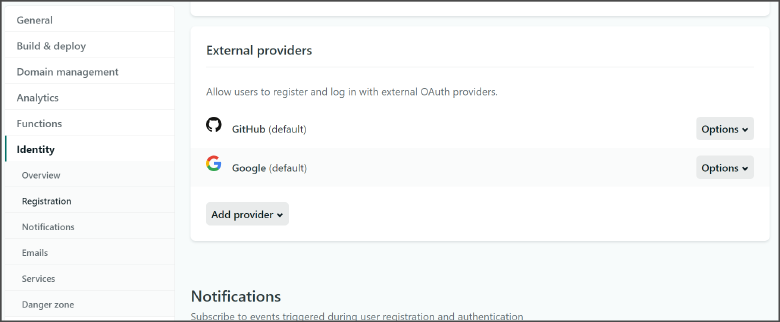 General
Build & deploy
Domain management
Analytics
Functions
Identity
Overview
Registration
Notifications
Emails
Services
Danger zone
External providers
Allow users to register and log in with external OAuth providers.
GitHub (default)
Options
Google (default)
Options
Add provider
Notifications
Subscribe to events triggered during user registration and authentication